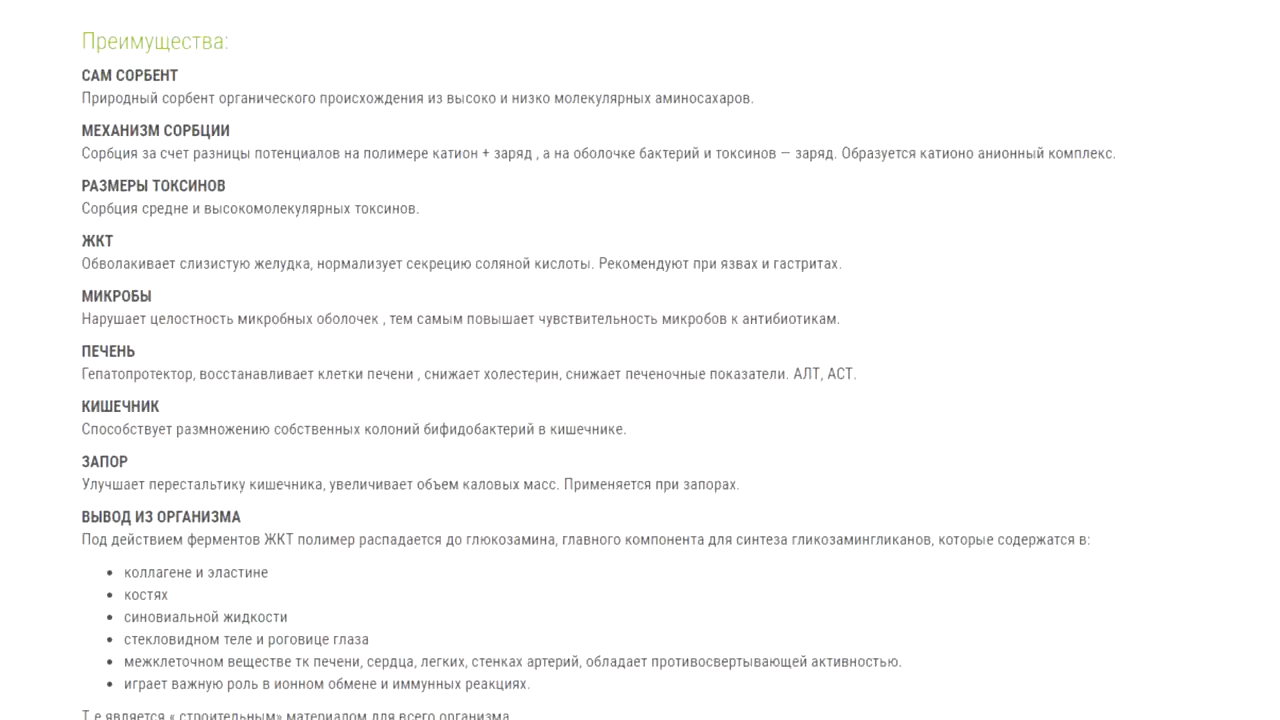 Преимущества:
САМ СОРБЕНТ
Природный сорбент органического происхождения из высоко и низко молекулярных аминосахаров.
МЕХАНИЗМ СОРБЦИИ
Сорбция за счет разницы потенциалов на полимере катион + заряд , а на оболочке бактерий и токсинов — заряд. Образуется катионо анионный комплекс.
РАЗМЕРЫ ТОКСИНОВ
Сорбция средне и высокомолекулярных токсинов.
ЖКТ
Обволакивает слизистую желудка, нормализует секрецию соляной кислоты. Рекомендуют при язвах и гастритах.
МИКРОБЫ
Нарушает целостность микробных оболочек , тем самым повышает чувствительность микробов к антибиотикам.
ПЕЧЕНЬ
Гепатопротектор, восстанавливает клетки печени , снижает холестерин, снижает печеночные показатели. АЛТ, АСТ.
КИШЕЧНИК
Способствует размножению собственных колоний бифидобактерий в кишечнике.
ЗАПОР
Улучшает перестальтику кишечника, увеличивает объем каловых масс. Применяется при запорах.
ВЫВОД ИЗ ОРГАНИЗМА
Под действием ферментов ЖКТ полимер распадается до глюкозамина, главного компонента для синтеза гликозамингликанов, которые содержатся в:
• коллагене и эластине
• костях
• синовиальной жидкости
• стекловидном теле и роговице глаза
• межклеточном веществе тк печени, сердца, легких, стенках артерий, обладает противосвертывающей активностью.
• играет важную роль в ионном обмене и иммунных реакциях.
Т.е является « строительным» материалом для всего организма